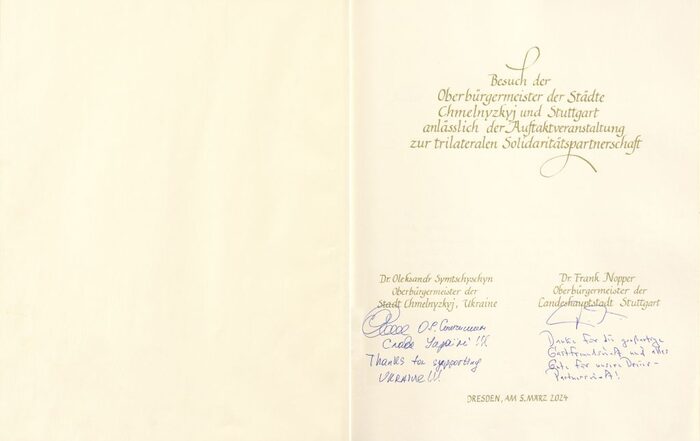 Besuch der
Oberbürgermeister der Städte
Chmelnyzkyj und Stuttgart
anlässlich der Auftaktveranstaltung
zur trilateralen Solidaritätspartnerschaft
Dr. Oleksandr Symtschyschyn
Oberbürgermeister der
Stadt Chmelnyzkyj, Ukraine
О.С. Симчишин
Слава Україні !!!
Thanks for supporting
UKRAINE!!!
Dr. Frank Nopper
Oberbürgermeister der
Landeshauptstadt Stuttgart
Danke für die großartige
Gastfreundschaft und alles
Gute für unsere Dreier-
Partnerschaft!
DRESDEN, AM 5. MÄRZ 2024